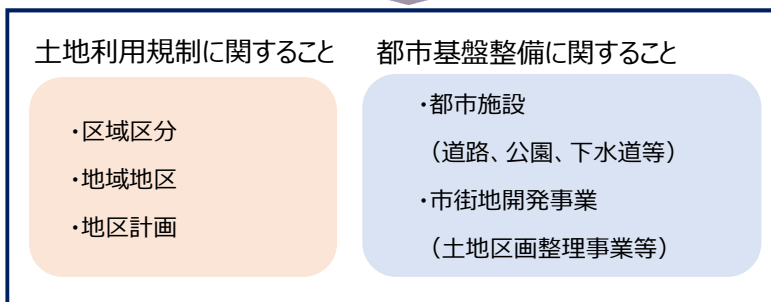 土地利用規制に関すること
・区域区分
・地域地区
・地区計画
都市基盤整備に関すること
・都市施設
（道路、公園、下水道等）
・市街地開発事業
（土地区画整理事業等）